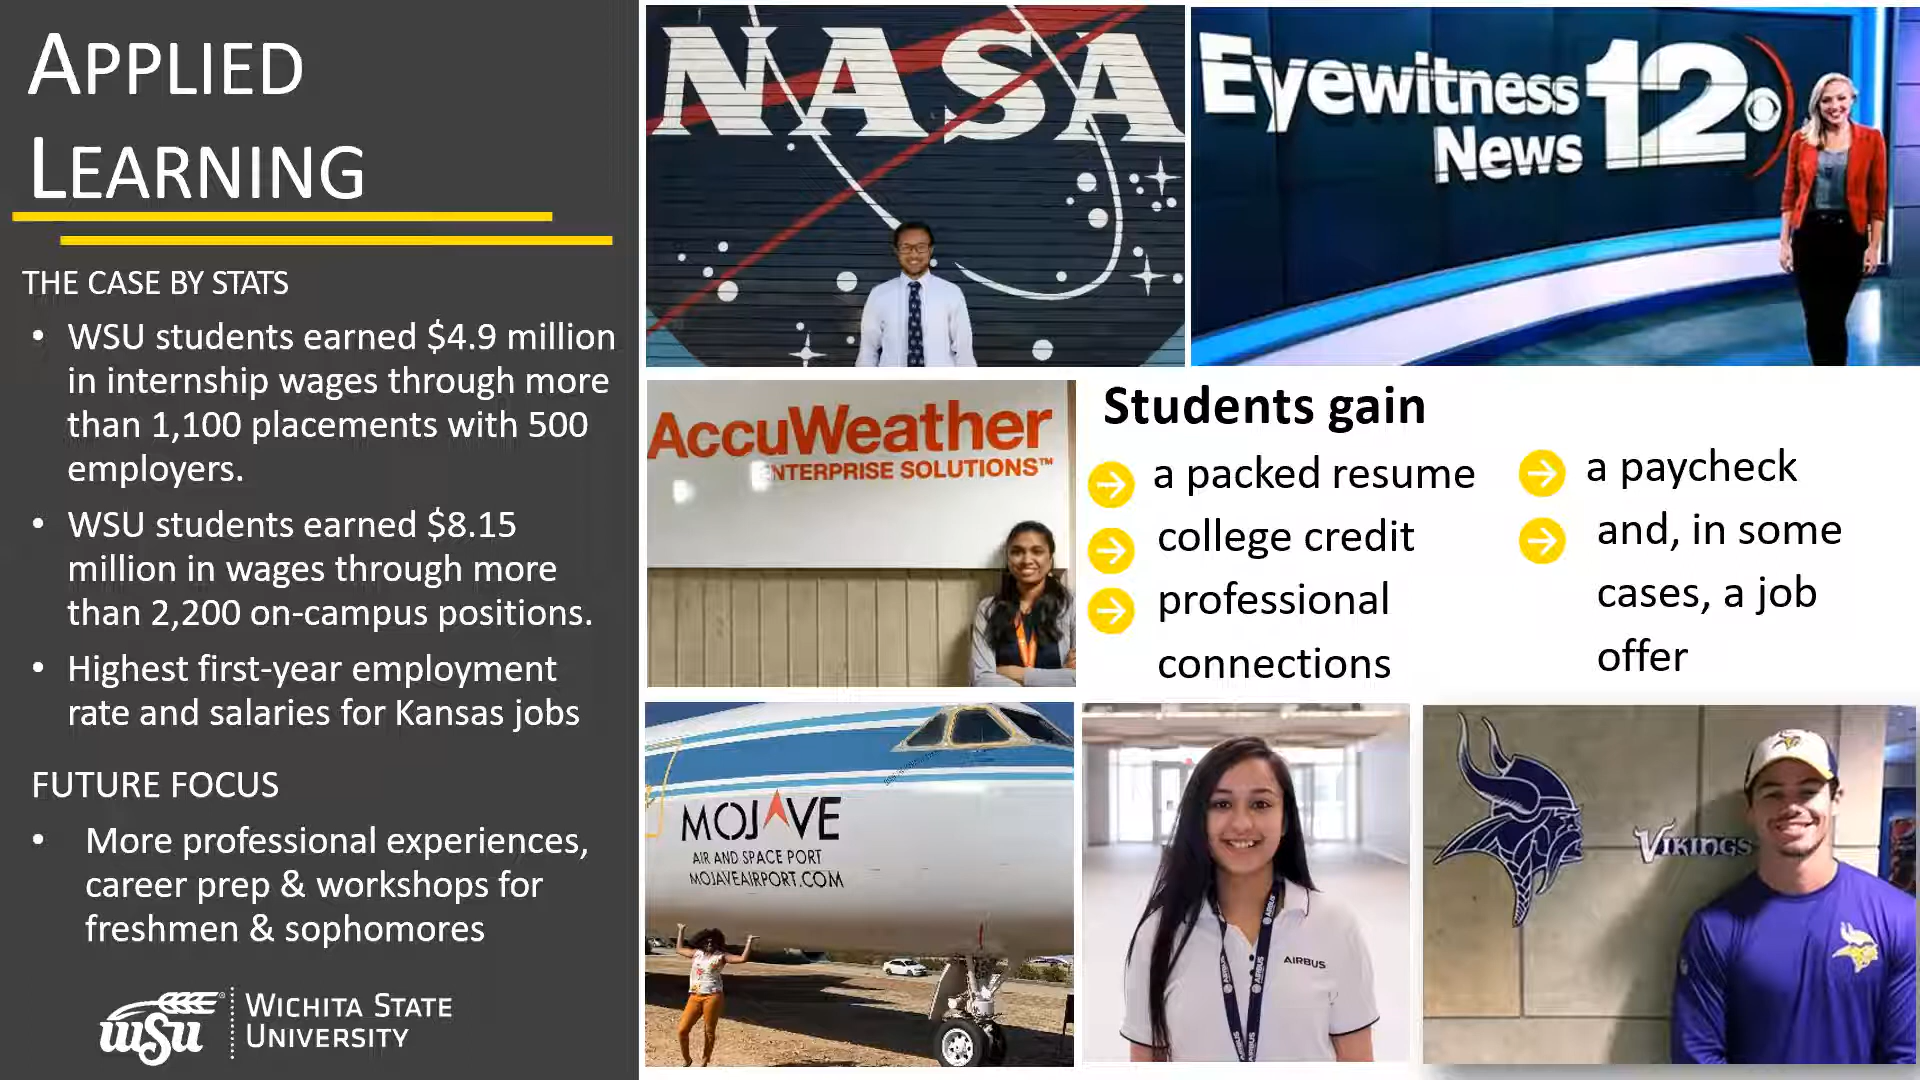 APPLIED
LEARNING
THE CASE BY STATS
• WSU students earned $4.9 million
in internship wages through more
than 1,100 placements with 500
employers.
• WSU students earned $8.15
million in wages through more
than 2,200 on-campus positions.
• Highest first-year employment
rate and salaries for Kansas jobs
FUTURE FOCUS
• More professional experiences,
career prep & workshops for
freshmen & sophomores
WSU
WICHITA STATE
UNIVERSITY
NASA
Eyewitness
News 12
AccuWeather
ENTERPRISE SOLUTIONS™
Students gain
a packed resume
college credit
professional
connections
a paycheck
and, in some
cases, a job
offer
MOJAVE
AIR AND SPACE PORT
MOJAVEAIRPORT.COM
AIRBUS
AIRBUS
AIRBUS
AIRBUS
VIKINGS